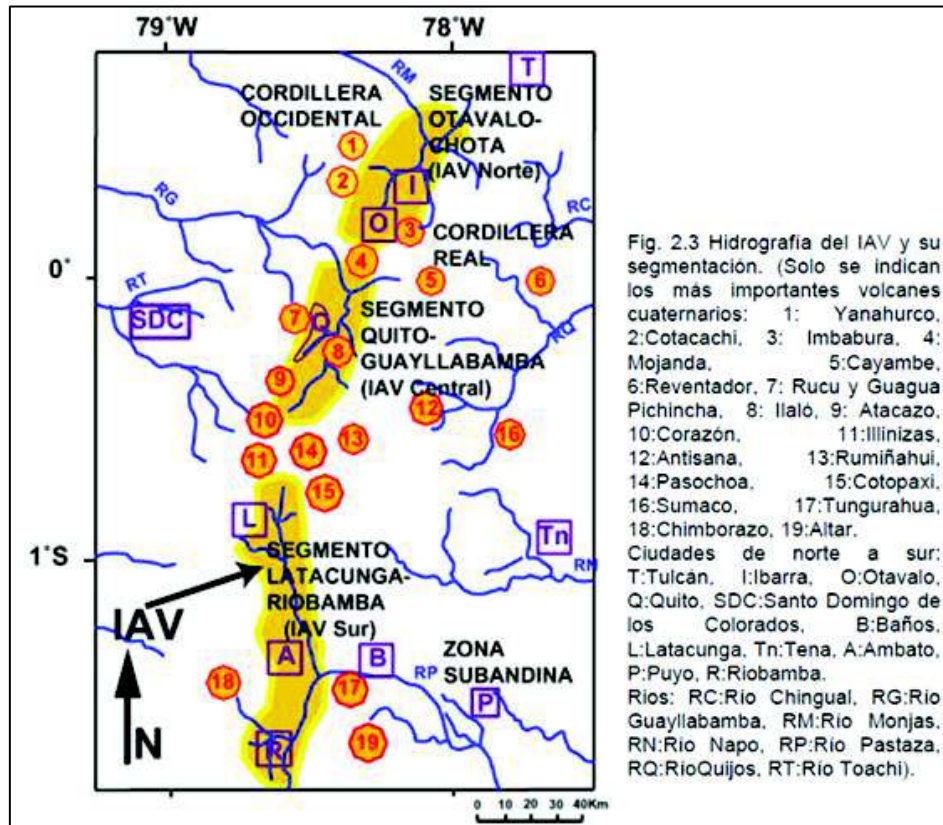 79°W
78°W
T
RM
CORDILLERA
OCCIDENTAL
SEGMENTO
OTAVALO-
CHOTA
(IAV Norte)
1
2
I
RG
O
3
RC
CORDILLERA
REAL
4
0°
5
6
RT
SDC
7
Q
SEGMENTO
QUITO-
GUAYLLABAMBA
(IAV Central)
8
RQ
9
10
12
16
13
14
11
15
L
Tn
1°S
SEGMENTO
LATACUNGA-
RIOBAMBA
(IAV Sur)
RN
IAV
A
B
ZONA
SUBANDINA
RP
18
17
P
N
R
19
0 10 20 30 40Km
Fig. 2.3 Hidrografía del IAV y su
segmentación. (Solo se indican
los más importantes volcanes
cuaternarios: 1: Yanahurco,
2:Cotacachi, 3: Imbabura, 4:
Mojanda, 5:Cayambe,
6:Reventador, 7: Rucu y Guagua
Pichincha, 8: Ilaló, 9: Atacazo,
10:Corazón, 11:Illinizas,
12:Antisana, 13:Rumiñahui,
14:Pasochoa, 15:Cotopaxi,
16:Sumaco, 17:Tungurahua,
18:Chimborazo, 19:Altar.
Ciudades de norte a sur:
T:Tulcán, I:Ibarra, O:Otavalo,
Q:Quito, SDC:Santo Domingo de
los Colorados, B:Baños,
L:Latacunga, Tn:Tena, A:Ambato,
P:Puyo, R:Riobamba.
Rios: RC:Río Chingual, RG:Río
Guayllabamba, RM:Río Monjas,
RN:Río Napo, RP:Río Pastaza,
RQ:RíoQuijos, RT:Río Toachi).